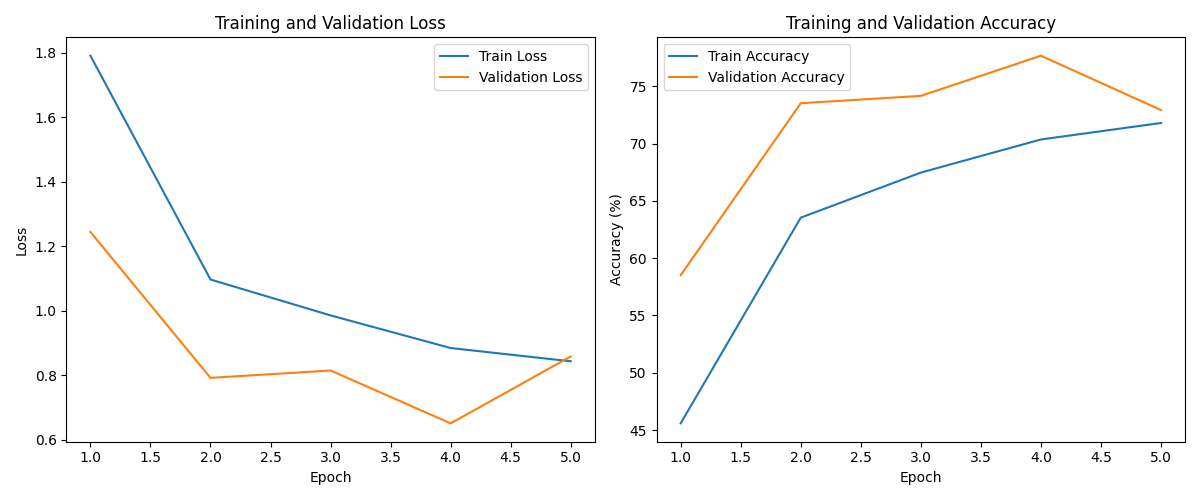 Training and Validation Loss
Train Loss
Validation Loss
Loss
1.8
1.6
1.4
1.2
1.0
0.8
0.6
1.0 1.5 2.0 2.5 3.0 3.5 4.0 4.5 5.0
Epoch
Training and Validation Accuracy
Train Accuracy
Validation Accuracy
Accuracy (%)
75
70
65
60
55
50
45
1.0 1.5 2.0 2.5 3.0 3.5 4.0 4.5 5.0
Epoch